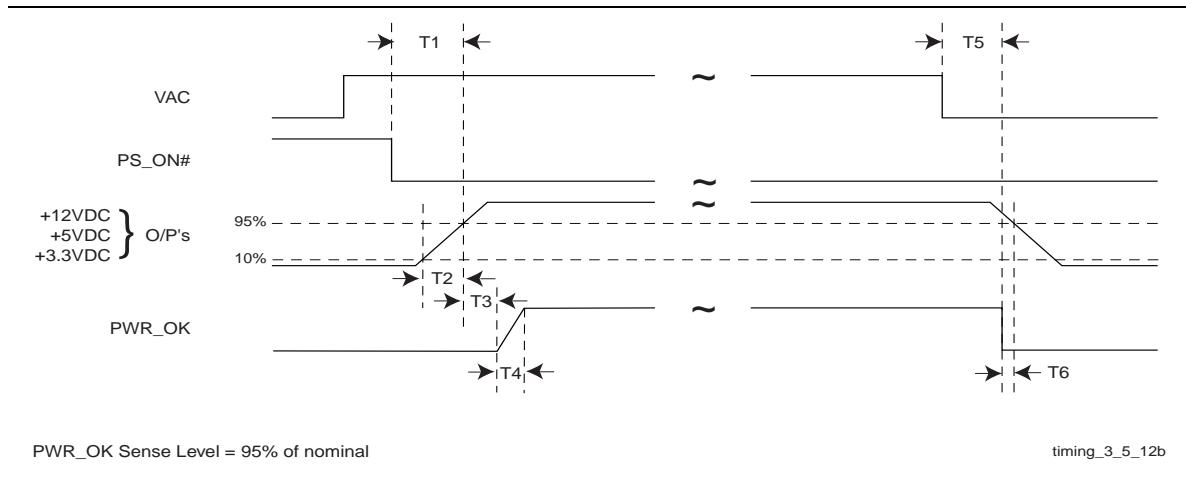 T1
T5
VAC
~
PS_ON#
~
~
+12VDC
+5VDC
+3.3VDC
} O/P's
95%
10%
T2
T3
PWR_OK
~
T4
T6
PWR_OK Sense Level = 95% of nominal
timing_3_5_12b